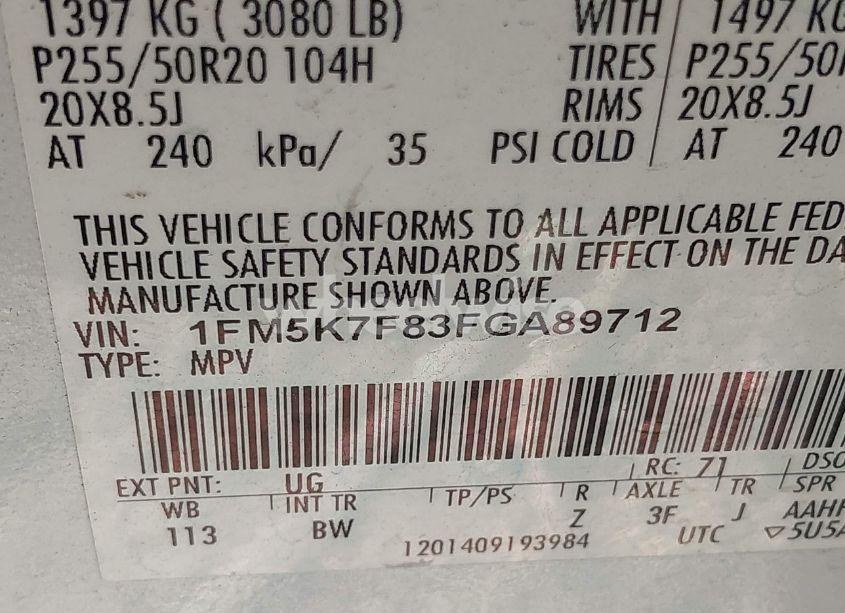 1397 KG ( 3080 LB) WITH 1497 KG
P255/50R20 104H TIRES P255/50R
20X8.5J RIMS 20X8.5J
AT 240 kPa/ 35 PSI COLD AT 240
THIS VEHICLE CONFORMS TO ALL APPLICABLE FED
VEHICLE SAFETY STANDARDS IN EFFECT ON THE DA
MANUFACTURE SHOWN ABOVE.
VIN: 1FM5K7F83FGA89712
TYPE: MPV
EXT PNT: UG RC: 71 DSO
WB INT TR TP/PS R AXLE TR SPR
113 BW Z 3F J AAHF
1201409193984 UTC ▽5U5A